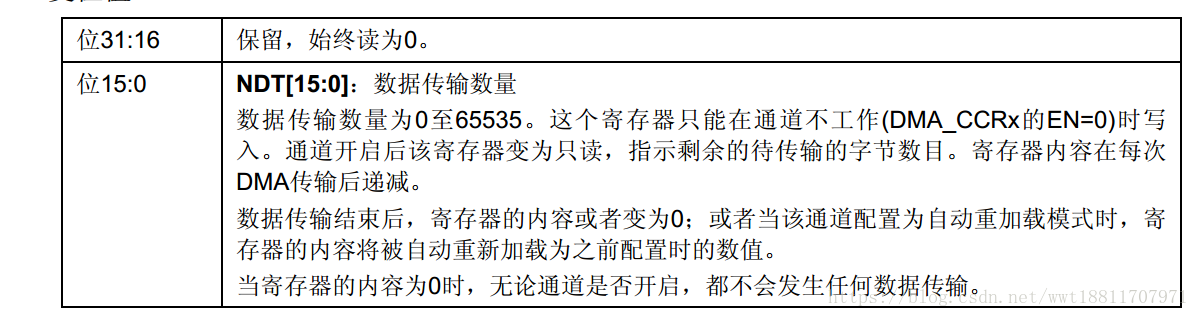 位31:16 保留，始终读为0。
位15:0 NDT[15:0]：数据传输数量
数据传输数量为0至65535。这个寄存器只能在通道不工作(DMA_CCRx的EN=0)时写
入。通道开启后该寄存器变为只读，指示剩余的待传输的字节数目。寄存器内容在每次
DMA传输后递减。
数据传输结束后，寄存器的内容或者变为0；或者当该通道配置为自动重加载模式时，寄
存器的内容将被自动重新加载为之前配置时的数值。
当寄存器的内容为0时，无论通道是否开启，都不会发生任何数据传输。
https://blog.csdn.net/wwt18811707971